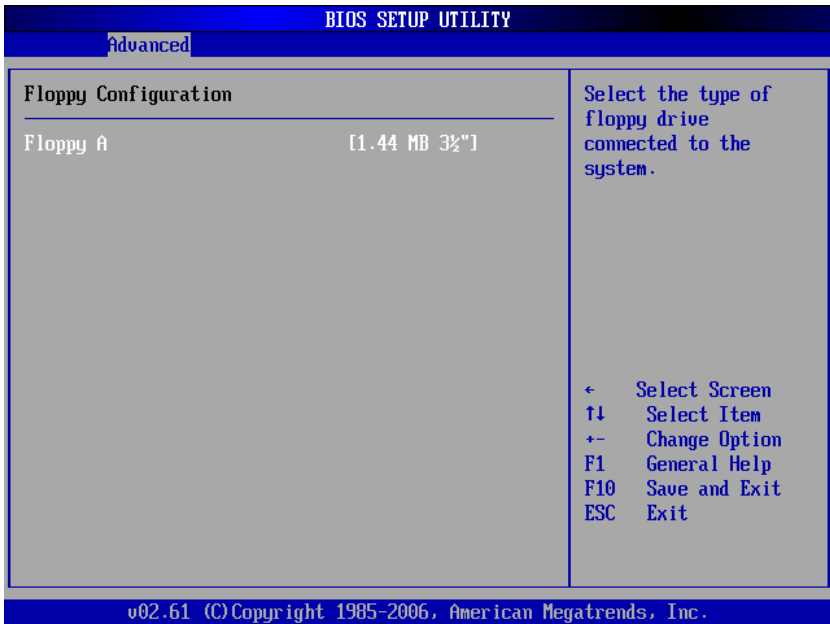 BIOS SETUP UTILITY
Advanced
Floppy Configuration
Floppy A [1.44 MB 3½"]
Select the type of
floppy drive
connected to the
system.
← Select Screen
↑↓ Select Item
+- Change Option
F1 General Help
F10 Save and Exit
ESC Exit
v02.61 (C)Copyright 1985-2006, American Megatrends, Inc.